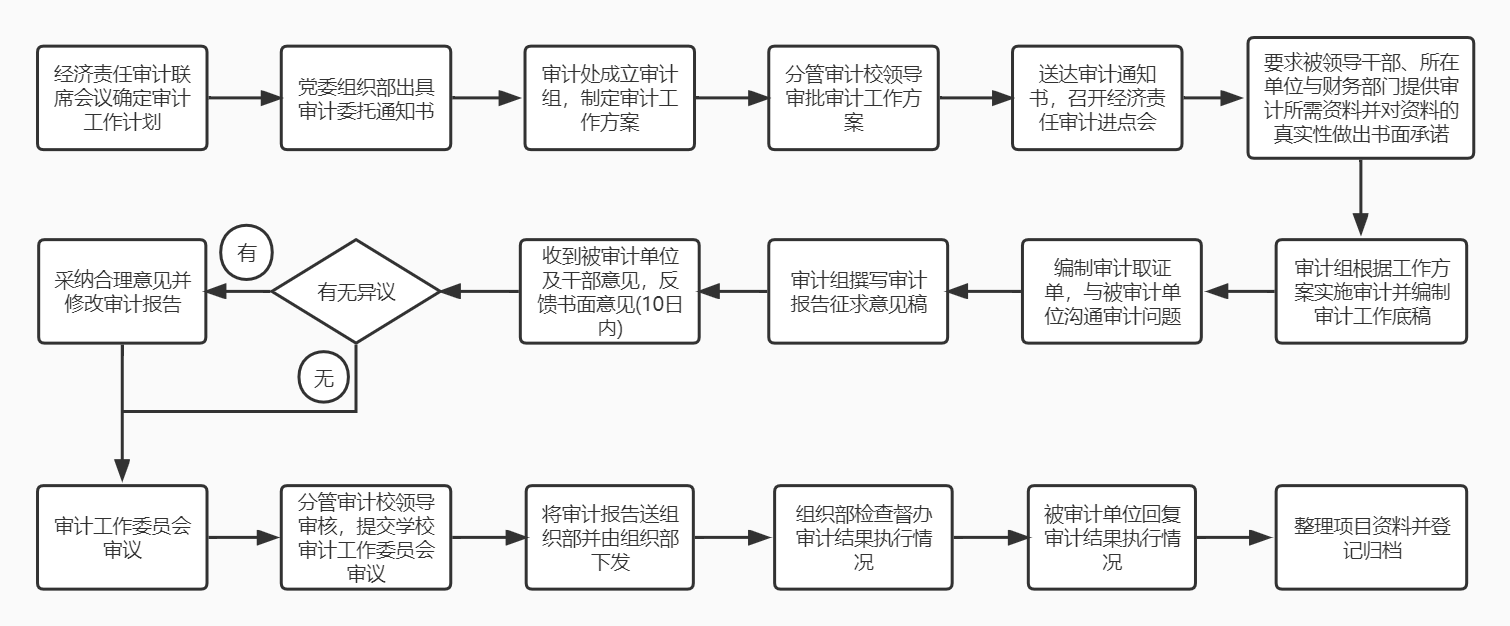 经济责任审计联
席会议确定审计
工作计划
党委组织部出具
审计委托通知书
审计处成立审计
组，制定审计工
作方案
分管审计校领导
审批审计工作方
案
送达审计通知
书，召开经济责
任审计进点会
要求被领导干部、所在
单位与财务部门提供审
计所需资料并对资料的
真实性做出书面承诺
审计组根据工作方
案实施审计并编制
审计工作底稿
编制审计取证
单，与被审计单
位沟通审计问题
审计组撰写审计
报告征求意见稿
收到被审计单位
及干部意见，反
馈书面意见(10日
内)
有无异议
有
采纳合理意见并
修改审计报告
无
审计工作委员会
审议
分管审计校领导
审核，提交学校
审计工作委员会
审议
将审计报告送组
织部并由组织部
下发
组织部检查督办
审计结果执行情
况
被审计单位回复
审计结果执行情
况
整理项目资料并登
记归档